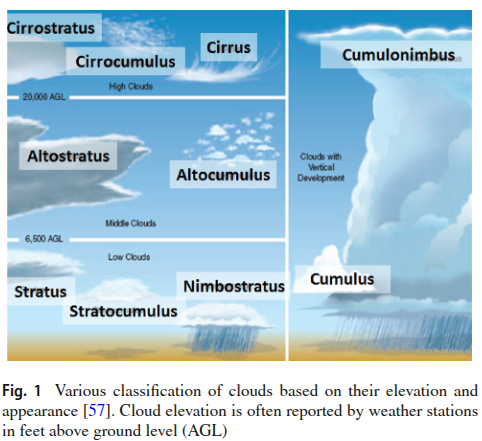 Cirrostratus
Cirrocumulus
Cirrus
High Clouds
20,000 AGL
Altostratus
Altocumulus
Middle Clouds
6,500 AGL
Low Clouds
Stratus
Stratocumulus
Nimbostratus
Cumulonimbus
Clouds with
Vertical
Development
Cumulus
Fig. 1 Various classification of clouds based on their elevation and
appearance [57]. Cloud elevation is often reported by weather stations
in feet above ground level (AGL)